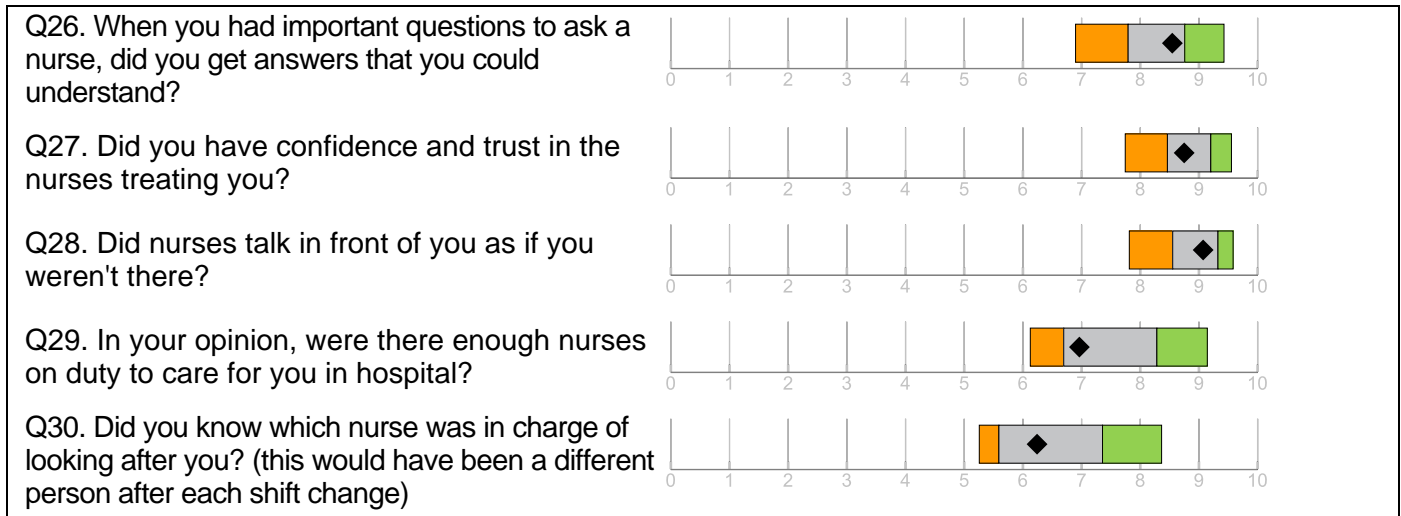 Q26. When you had important questions to ask a
nurse, did you get answers that you could
understand?
0 1 2 3 4 5 6 7 8 9 10
Q27. Did you have confidence and trust in the
nurses treating you?
0 1 2 3 4 5 6 7 8 9 10
Q28. Did nurses talk in front of you as if you
weren't there?
0 1 2 3 4 5 6 7 8 9 10
Q29. In your opinion, were there enough nurses
on duty to care for you in hospital?
0 1 2 3 4 5 6 7 8 9 10
Q30. Did you know which nurse was in charge of
looking after you? (this would have been a different
person after each shift change)
0 1 2 3 4 5 6 7 8 9 10